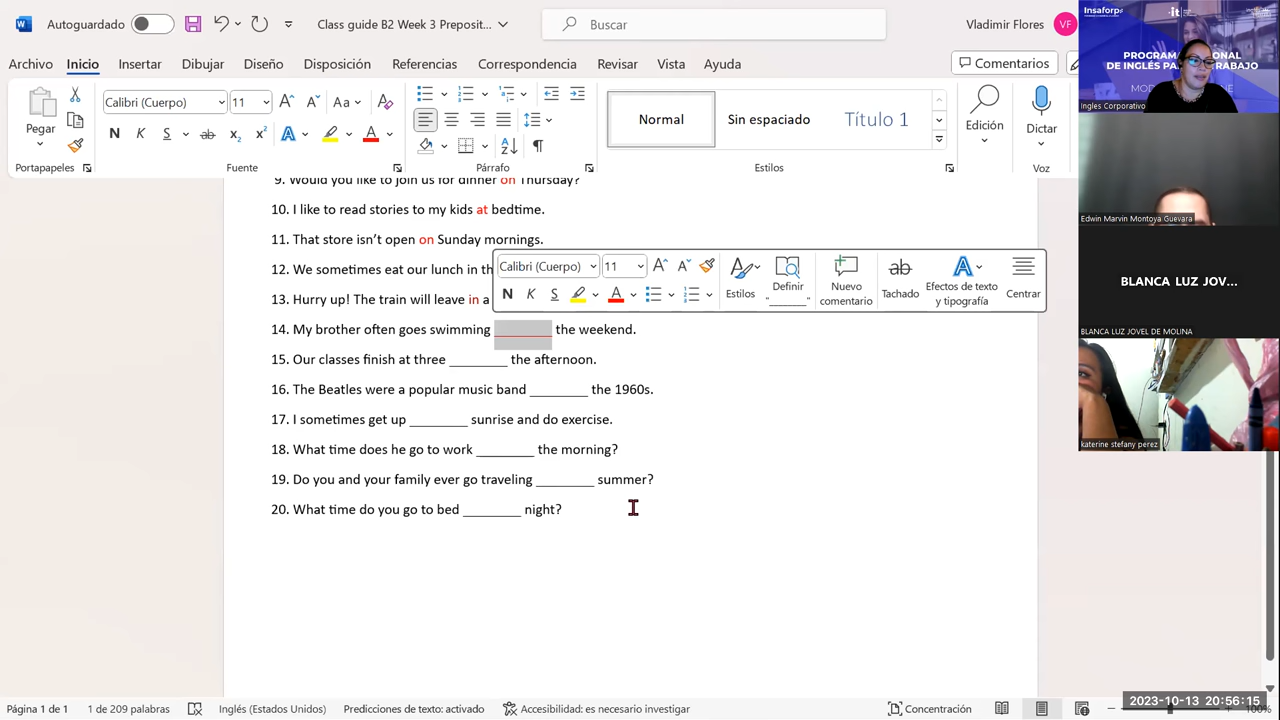 Autoguardado
Class guide 22 Week 3 Preposit...
Buscar
Vladimir Flores
VF
Archivo Inicio Insertar Dibujar Diseño Disposición Referencias Correspondencia Revisar Vista Ayuda
Comentarios
Pegar
Calibri (Cuerpo) 11
Normal
Sin espaciado
Título 1
Edición
Dictar
Portapapeles
Fuente
Párrafo
Estilos
Voz
9. Would you like to join us for dinner on Thursday?
10. I like to read stories to my kids at bedtime.
11. That store isn't open on Sunday mornings.
12. We sometimes eat our lunch in th
13. Hurry up! The train will leave in a
14. My brother often goes swimming ________ the weekend.
15. Our classes finish at three ________ the afternoon.
16. The Beatles were a popular music band ________ the 1960s.
17. I sometimes get up ________ sunrise and do exercise.
18. What time does he go to work ________ the morning?
19. Do you and your family ever go traveling ________ summer?
20. What time do you go to bed ________ night?
Calibri (Cuerpo) 11
N K S
Estilos
Definir "________"
Nuevo comentario
Tachado
Efectos de texto y tipografía
Centrar
Insaforp
Ingles Corporativo
Edwin Marvin Montoya Guevara
BLANCA LUZ JOV...
BLANCA LUZ JOVEL DE MOLINA
katerine stefany perez
Página 1 de 1
1 de 209 palabras
Inglés (Estados Unidos)
Predicciones de texto: activado
Accesibilidad: es necesario investigar
Concentración
2023-10-13 20:56:15
100%